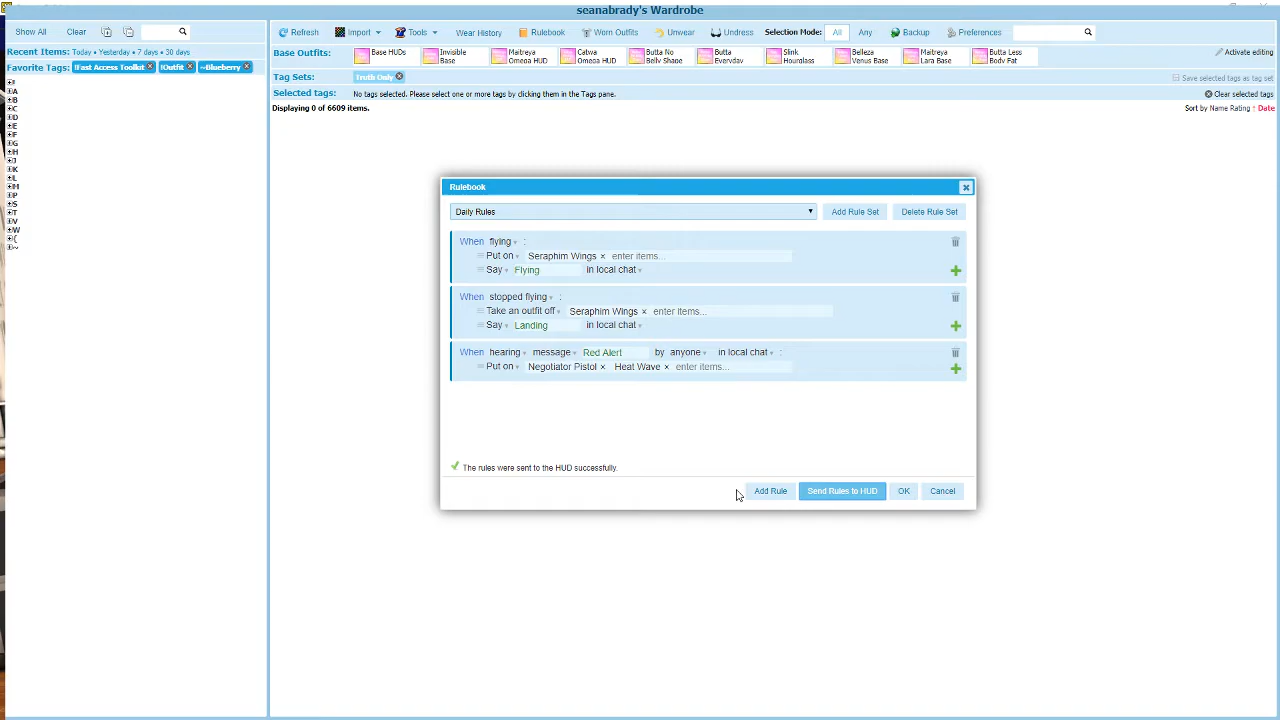 seanabrady's Wardrobe
Show All Clear
Refresh Import Tools Wear History Rulebook Worn Outfits Unwear Undress Selection Mode: All Any Backup Preferences
Recent Items: Today • Yesterday • 7 days • 30 days
Favorite Tags: !Fast Access Toolkit !Outfit ~Blueberry
!
A
B
C
D
E
F
G
H
J
K
L
M
P
S
T
V
W
[
~
Base Outfits: Base HUDs Invisible Base Maitreya Omega HUD Catwa Omega HUD Butta No Belly Shape Butta Everyday Slink Hourglass Belleza Venus Base Maitreya Lara Base Butta Less Body Fat Activate editing
Tag Sets: Truth Only Save selected tags as tag set
Selected tags: No tags selected. Please select one or more tags by clicking them in the Tags pane. Clear selected tags
Displaying 0 of 6609 items. Sort by Name Rating ↑ Date
Rulebook
Daily Rules Add Rule Set Delete Rule Set
When flying :
Put on Seraphim Wings × enter items...
Say Flying in local chat
When stopped flying :
Take an outfit off Seraphim Wings × enter items...
Say Landing in local chat
When hearing message Red Alert by anyone in local chat :
Put on Negotiator Pistol × Heat Wave × enter items...
The rules were sent to the HUD successfully.
Add Rule Send Rules to HUD OK Cancel